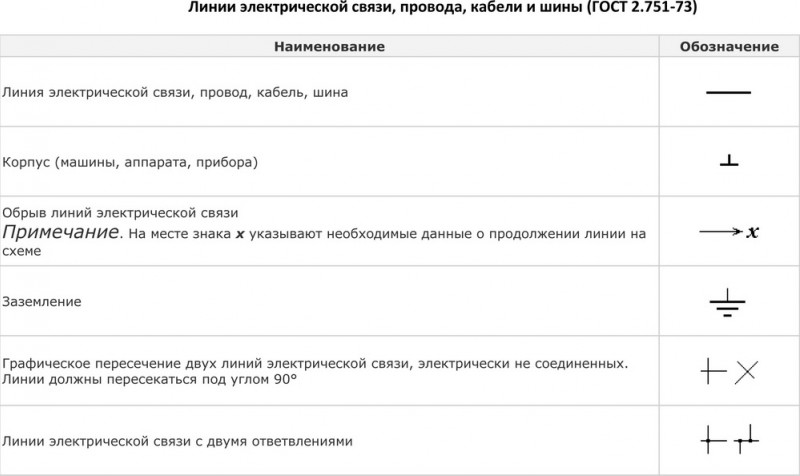 Линии электрической связи, провода, кабели и шины (ГОСТ 2.751-73)
Наименование
Обозначение
Линия электрической связи, провод, кабель, шина
Корпус (машины, аппарата, прибора)
Обрыв линий электрической связи
Примечание. На месте знака x указывают необходимые данные о продолжении линии на
схеме
x
Заземление
Графическое пересечение двух линий электрической связи, электрически не соединенных.
Линии должны пересекаться под углом 90°
Линии электрической связи с двумя ответвлениями